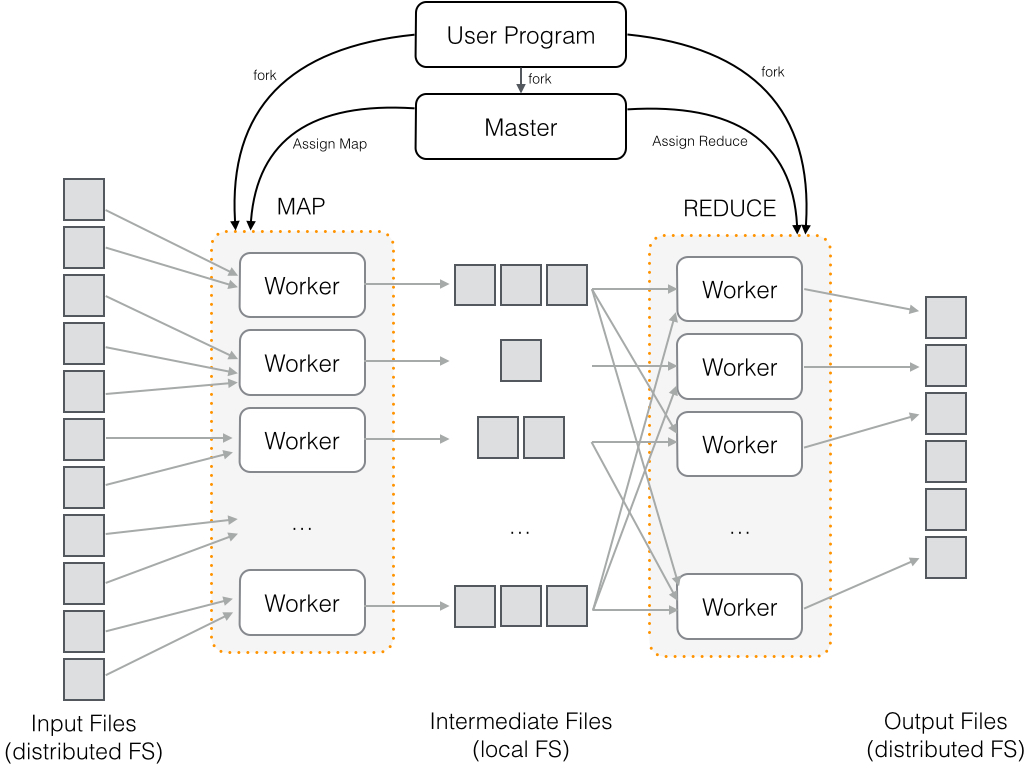 User Program
fork
fork
fork
Master
Assign Map
Assign Reduce
MAP
REDUCE
Worker
Worker
Worker
Worker
Worker
Worker
...
...
...
Worker
Worker
Input Files
(distributed FS)
Intermediate Files
(local FS)
Output Files
(distributed FS)